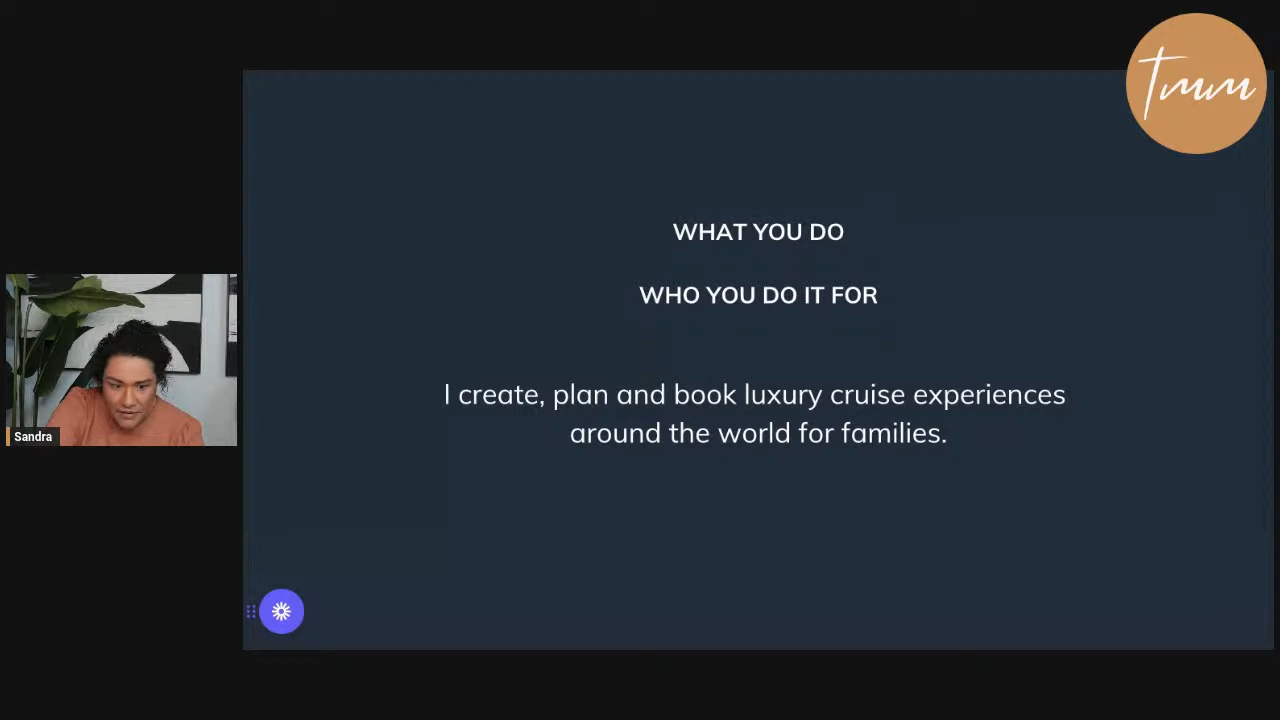 Tmm
WHAT YOU DO
WHO YOU DO IT FOR
I create, plan and book luxury cruise experiences
around the world for families.
Sandra